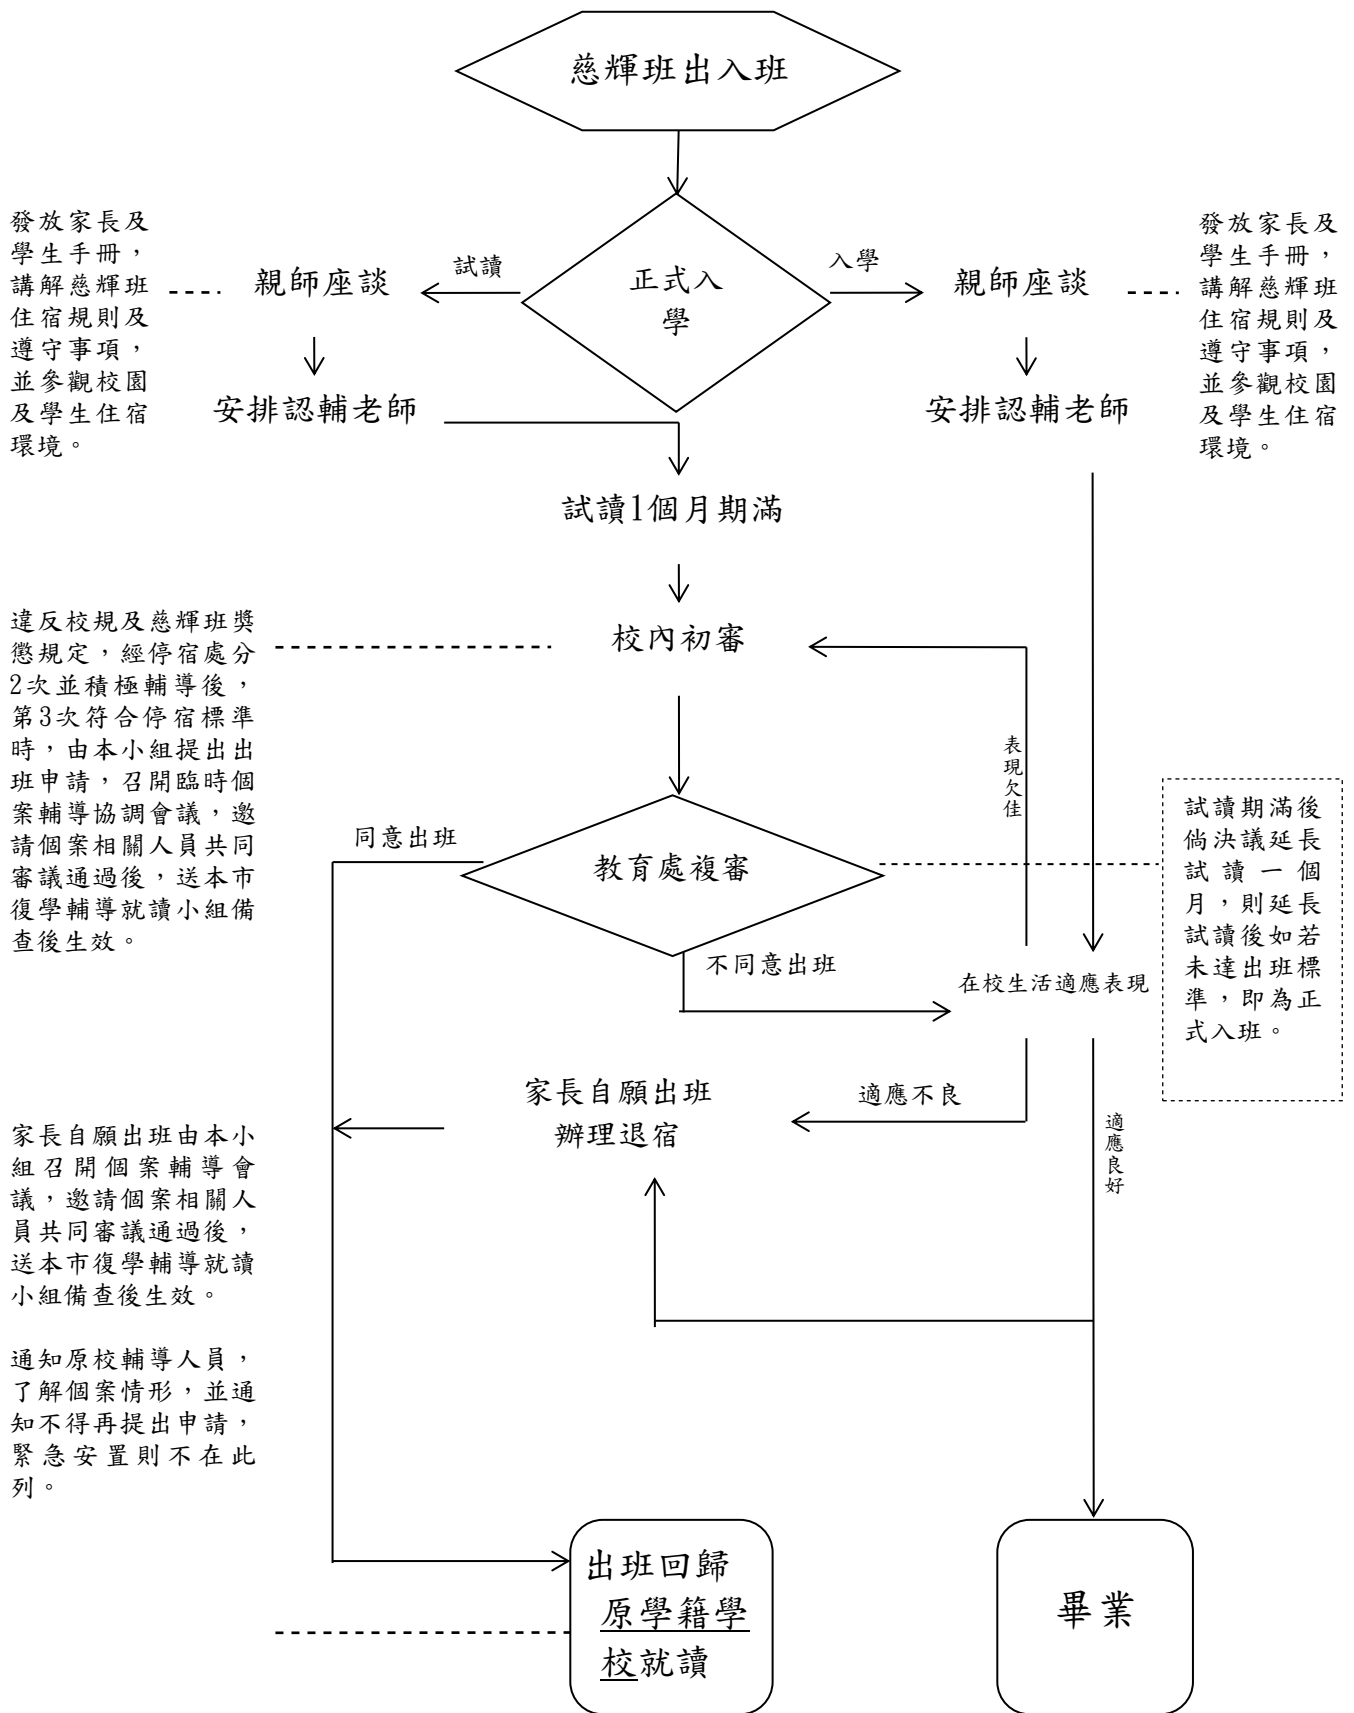 慈輝班出入班
發放家長及
學生手冊，
講解慈輝班
住宿規則及
遵守事項，
並參觀校園
及學生住宿
環境。
親師座談
試讀
正式入
學
入學
親師座談
發放家長及
學生手冊，
講解慈輝班
住宿規則及
遵守事項，
並參觀校園
及學生住宿
環境。
安排認輔老師
安排認輔老師
試讀1個月期滿
校內初審
違反校規及慈輝班獎
懲規定，經停宿處分
2次並積極輔導後，
第3次符合停宿標準
時，由本小組提出出
班申請，召開臨時個
案輔導協調會議，邀
請個案相關人員共同
審議通過後，送本市
復學輔導就讀小組備
查後生效。
表現欠佳
同意出班
教育處複審
試讀期滿後
倘決議延長
試讀一個
月，則延長
試讀後如若
未達出班標
準，即為正
式入班。
不同意出班
在校生活適應表現
家長自願出班
辦理退宿
適應不良
適應良好
家長自願出班由本小
組召開個案輔導會
議，邀請個案相關人
員共同審議通過後，
送本市復學輔導就讀
小組備查後生效。
通知原校輔導人員，
了解個案情形，並通
知不得再提出申請，
緊急安置則不在此
列。
出班回歸
原學籍學
校就讀
畢業